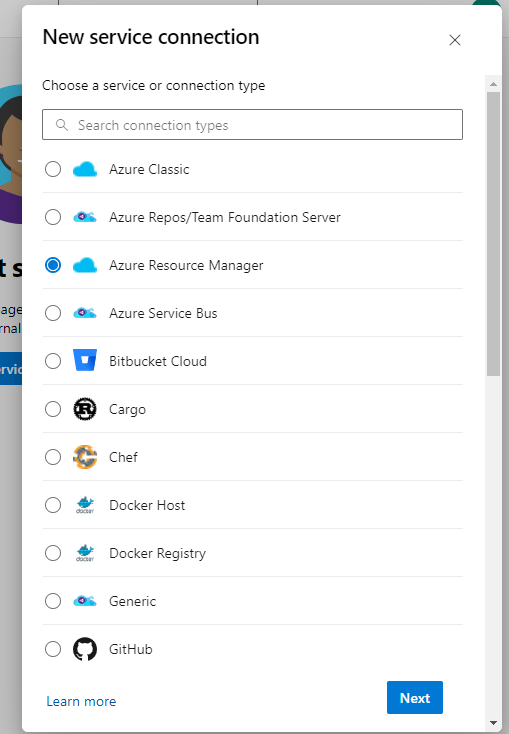 New service connection
Choose a service or connection type
Search connection types
Azure Classic
Azure Repos/Team Foundation Server
Azure Resource Manager
Azure Service Bus
Bitbucket Cloud
Cargo
Chef
Docker Host
Docker Registry
Generic
GitHub
Learn more
Next